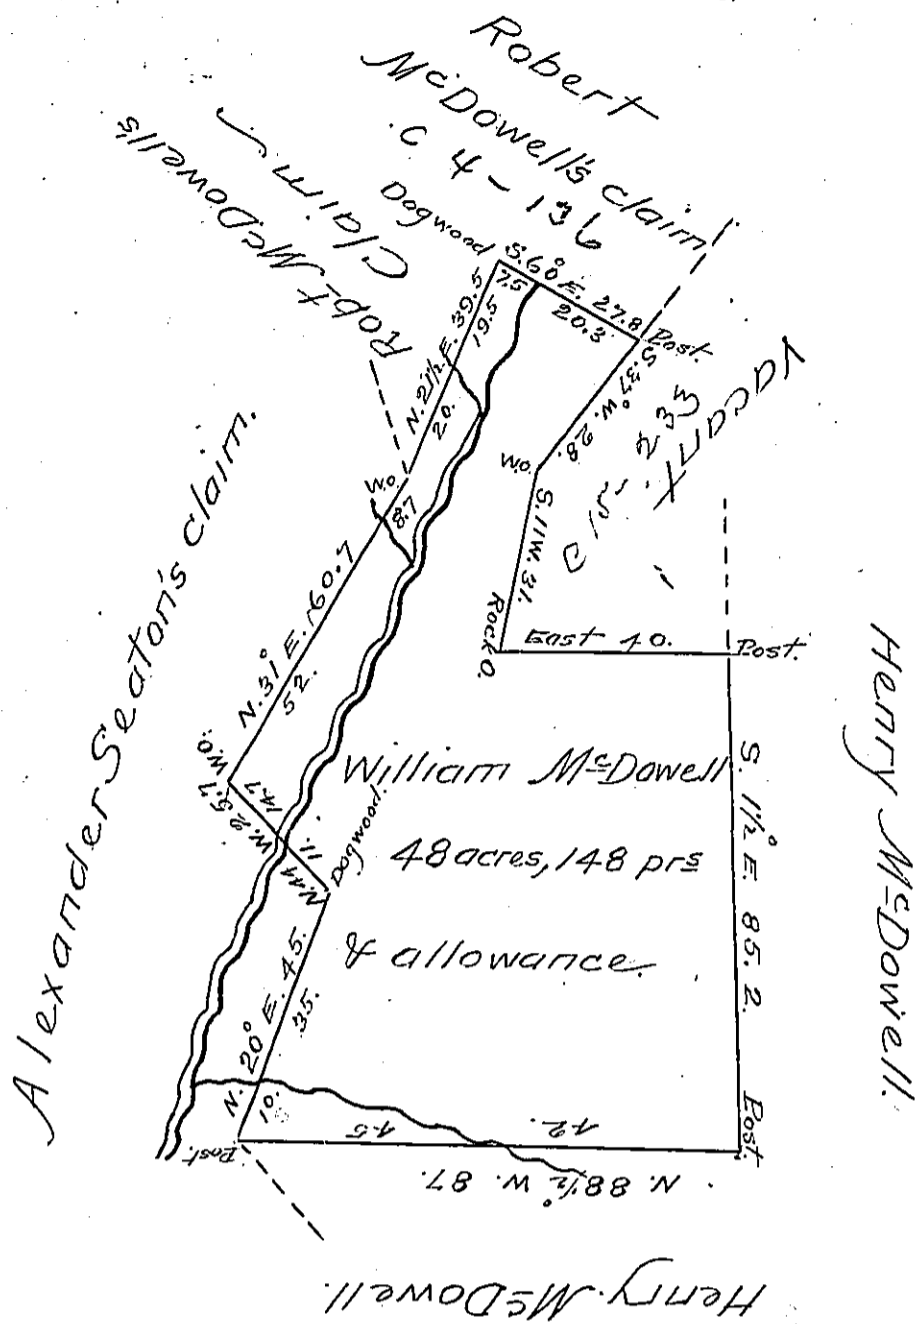 Robert
McDowell's claim
C 4-136
Robt McDowell's
Claim
Dogwood
S. 60° E. 27.8
7.5
20.3
Post.
S. 37° W. 28.
Vacant
W.O.
S. 11 W. 31.
Rock O.
East 40.
Post.
N. 21½ E. 39.5
19.5
20.
W.O.
8.7
N. 31° E. 60.7
52.
W.O.
N. 44 W. 25.7
14.7
11.
Dogwood.
Alexander Seaton's claim.
William McDowell
48 acres, 148 prs
& allowance.
S. 1½° E. 85.2.
Henry McDowell.
N. 20° E. 45.
35.
10.
Post.
45
42.
Post.
N. 88½° W. 87.
Henry McDowell.